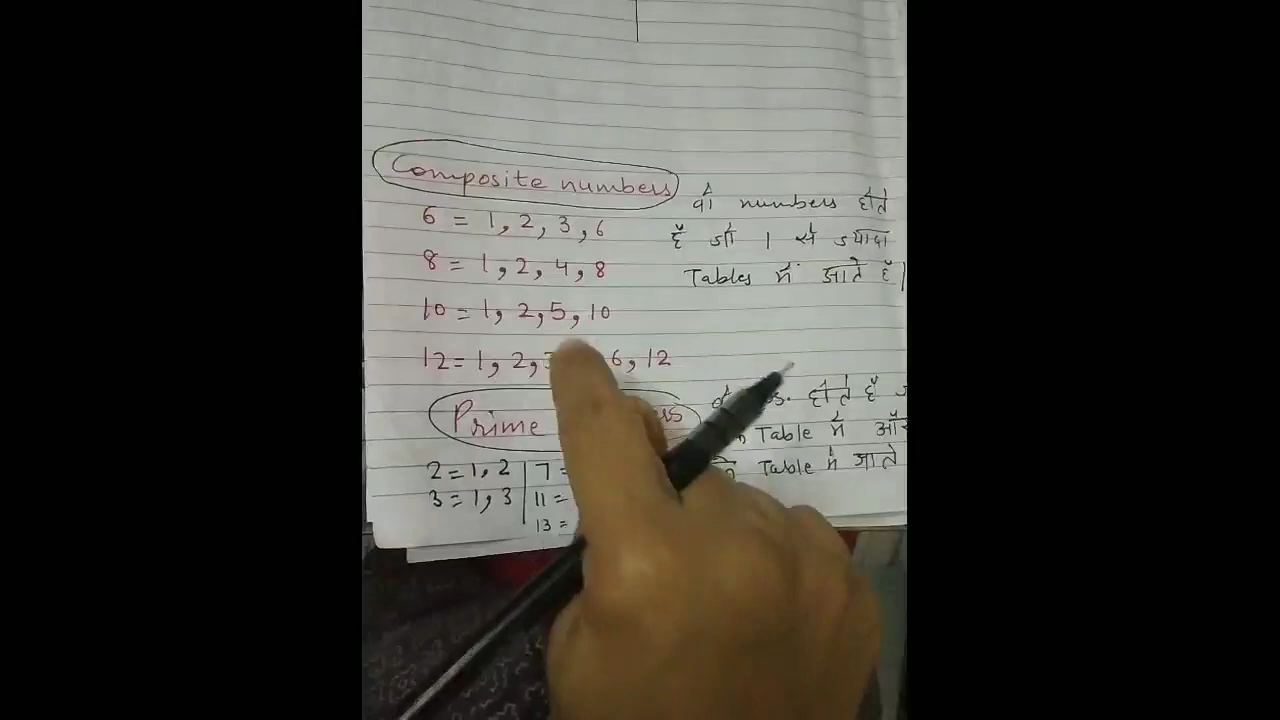 Composite numbers
6 = 1, 2, 3, 6
8 = 1, 2, 4, 8
10 = 1, 2, 5, 10
12 = 1, 2, 3 6, 12
वो numbers होते
हैं जो 1 से ज्यादा
Tables में आते हैं।
Prime
2 = 1, 2
3 = 1, 3
7 =
11 =
13 =
होते हैं
Table में और
Table में आते